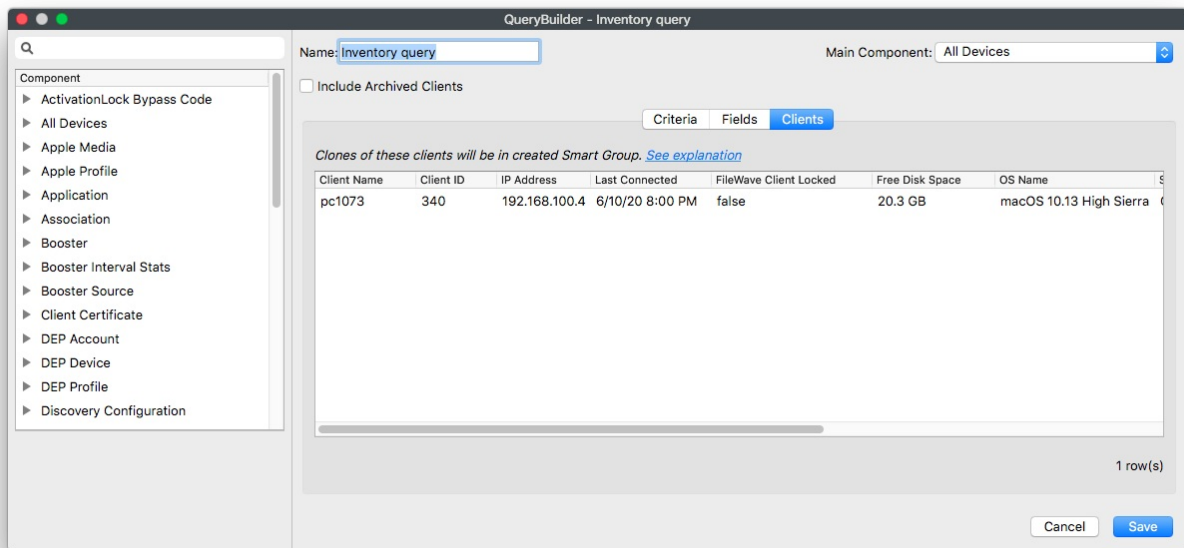 QueryBuilder - Inventory query
Name: Inventory query
Main Component: All Devices
Include Archived Clients
Component
ActivationLock Bypass Code
All Devices
Apple Media
Apple Profile
Application
Association
Booster
Booster Interval Stats
Booster Source
Client Certificate
DEP Account
DEP Device
DEP Profile
Discovery Configuration
Criteria Fields Clients
Clones of these clients will be in created Smart Group. See explanation
Client Name Client ID IP Address Last Connected FileWave Client Locked Free Disk Space OS Name
pc1073 340 192.168.100.4 6/10/20 8:00 PM false 20.3 GB macOS 10.13 High Sierra
1 row(s)
Cancel Save